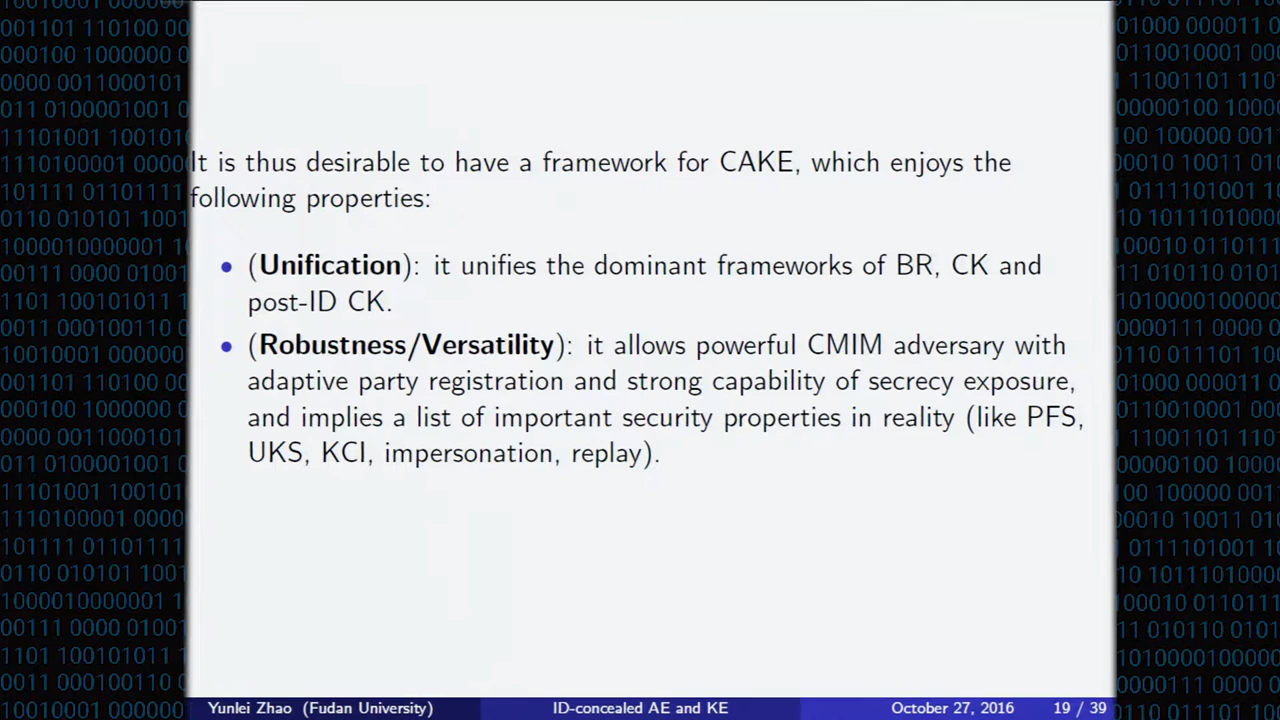 It is thus desirable to have a framework for CAKE, which enjoys the
following properties:
• (Unification): it unifies the dominant frameworks of BR, CK and
post-ID CK.
• (Robustness/Versatility): it allows powerful CMIM adversary with
adaptive party registration and strong capability of secrecy exposure,
and implies a list of important security properties in reality (like PFS,
UKS, KCI, impersonation, replay).
Yunlei Zhao (Fudan University) ID-concealed AE and KE October 27, 2016 19 / 39